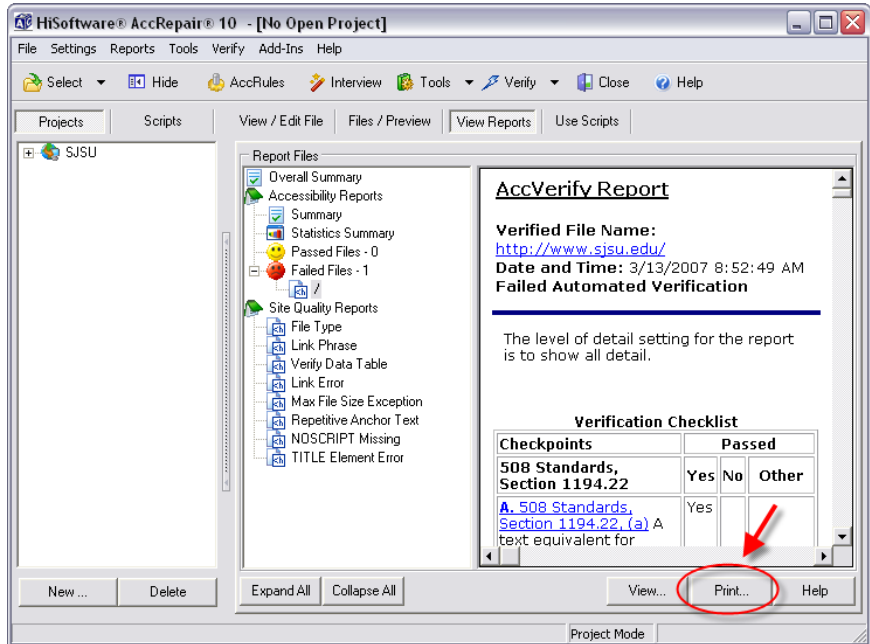 HiSoftware® AccRepair® 10 - [No Open Project]
File Settings Reports Tools Verify Add-Ins Help
Select Hide AccRules Interview Tools Verify Close Help
Projects Scripts View / Edit File Files / Preview View Reports Use Scripts
SJSU
Report Files
Overall Summary
Accessibility Reports
Summary
Statistics Summary
Passed Files - 0
Failed Files - 1
/
Site Quality Reports
File Type
Link Phrase
Verify Data Table
Link Error
Max File Size Exception
Repetitive Anchor Text
NOSCRIPT Missing
TITLE Element Error
AccVerify Report
Verified File Name:
http://www.sjsu.edu/
Date and Time: 3/13/2007 8:52:49 AM
Failed Automated Verification
The level of detail setting for the report
is to show all detail.
Verification Checklist
Checkpoints Passed
508 Standards,
Section 1194.22 Yes No Other
A. 508 Standards, Yes
Section 1194.22, (a) A
text equivalent for
New ... Delete Expand All Collapse All View... Print... Help
Project Mode